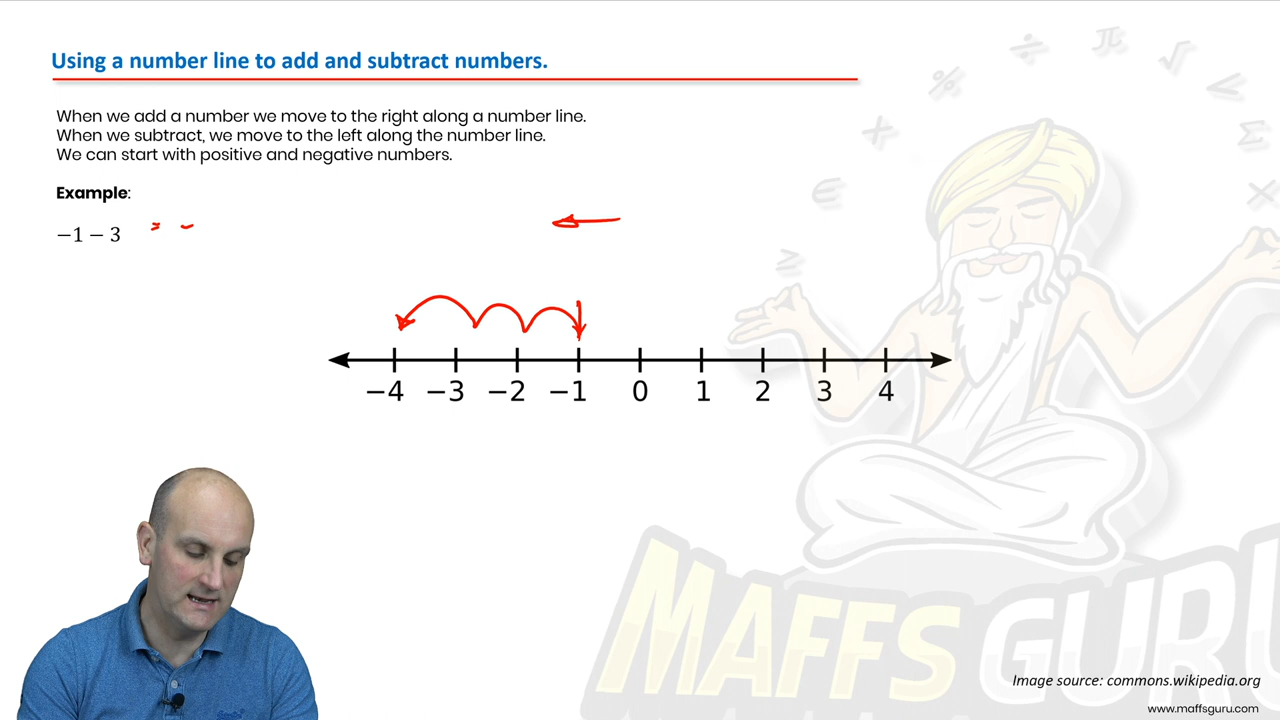 Using a number line to add and subtract numbers.
When we add a number we move to the right along a number line.
When we subtract, we move to the left along the number line.
We can start with positive and negative numbers.
Example:
−1 − 3 = -
−4 −3 −2 −1 0 1 2 3 4
MAFFS GURU
Image source: commons.wikipedia.org
www.maffsguru.com